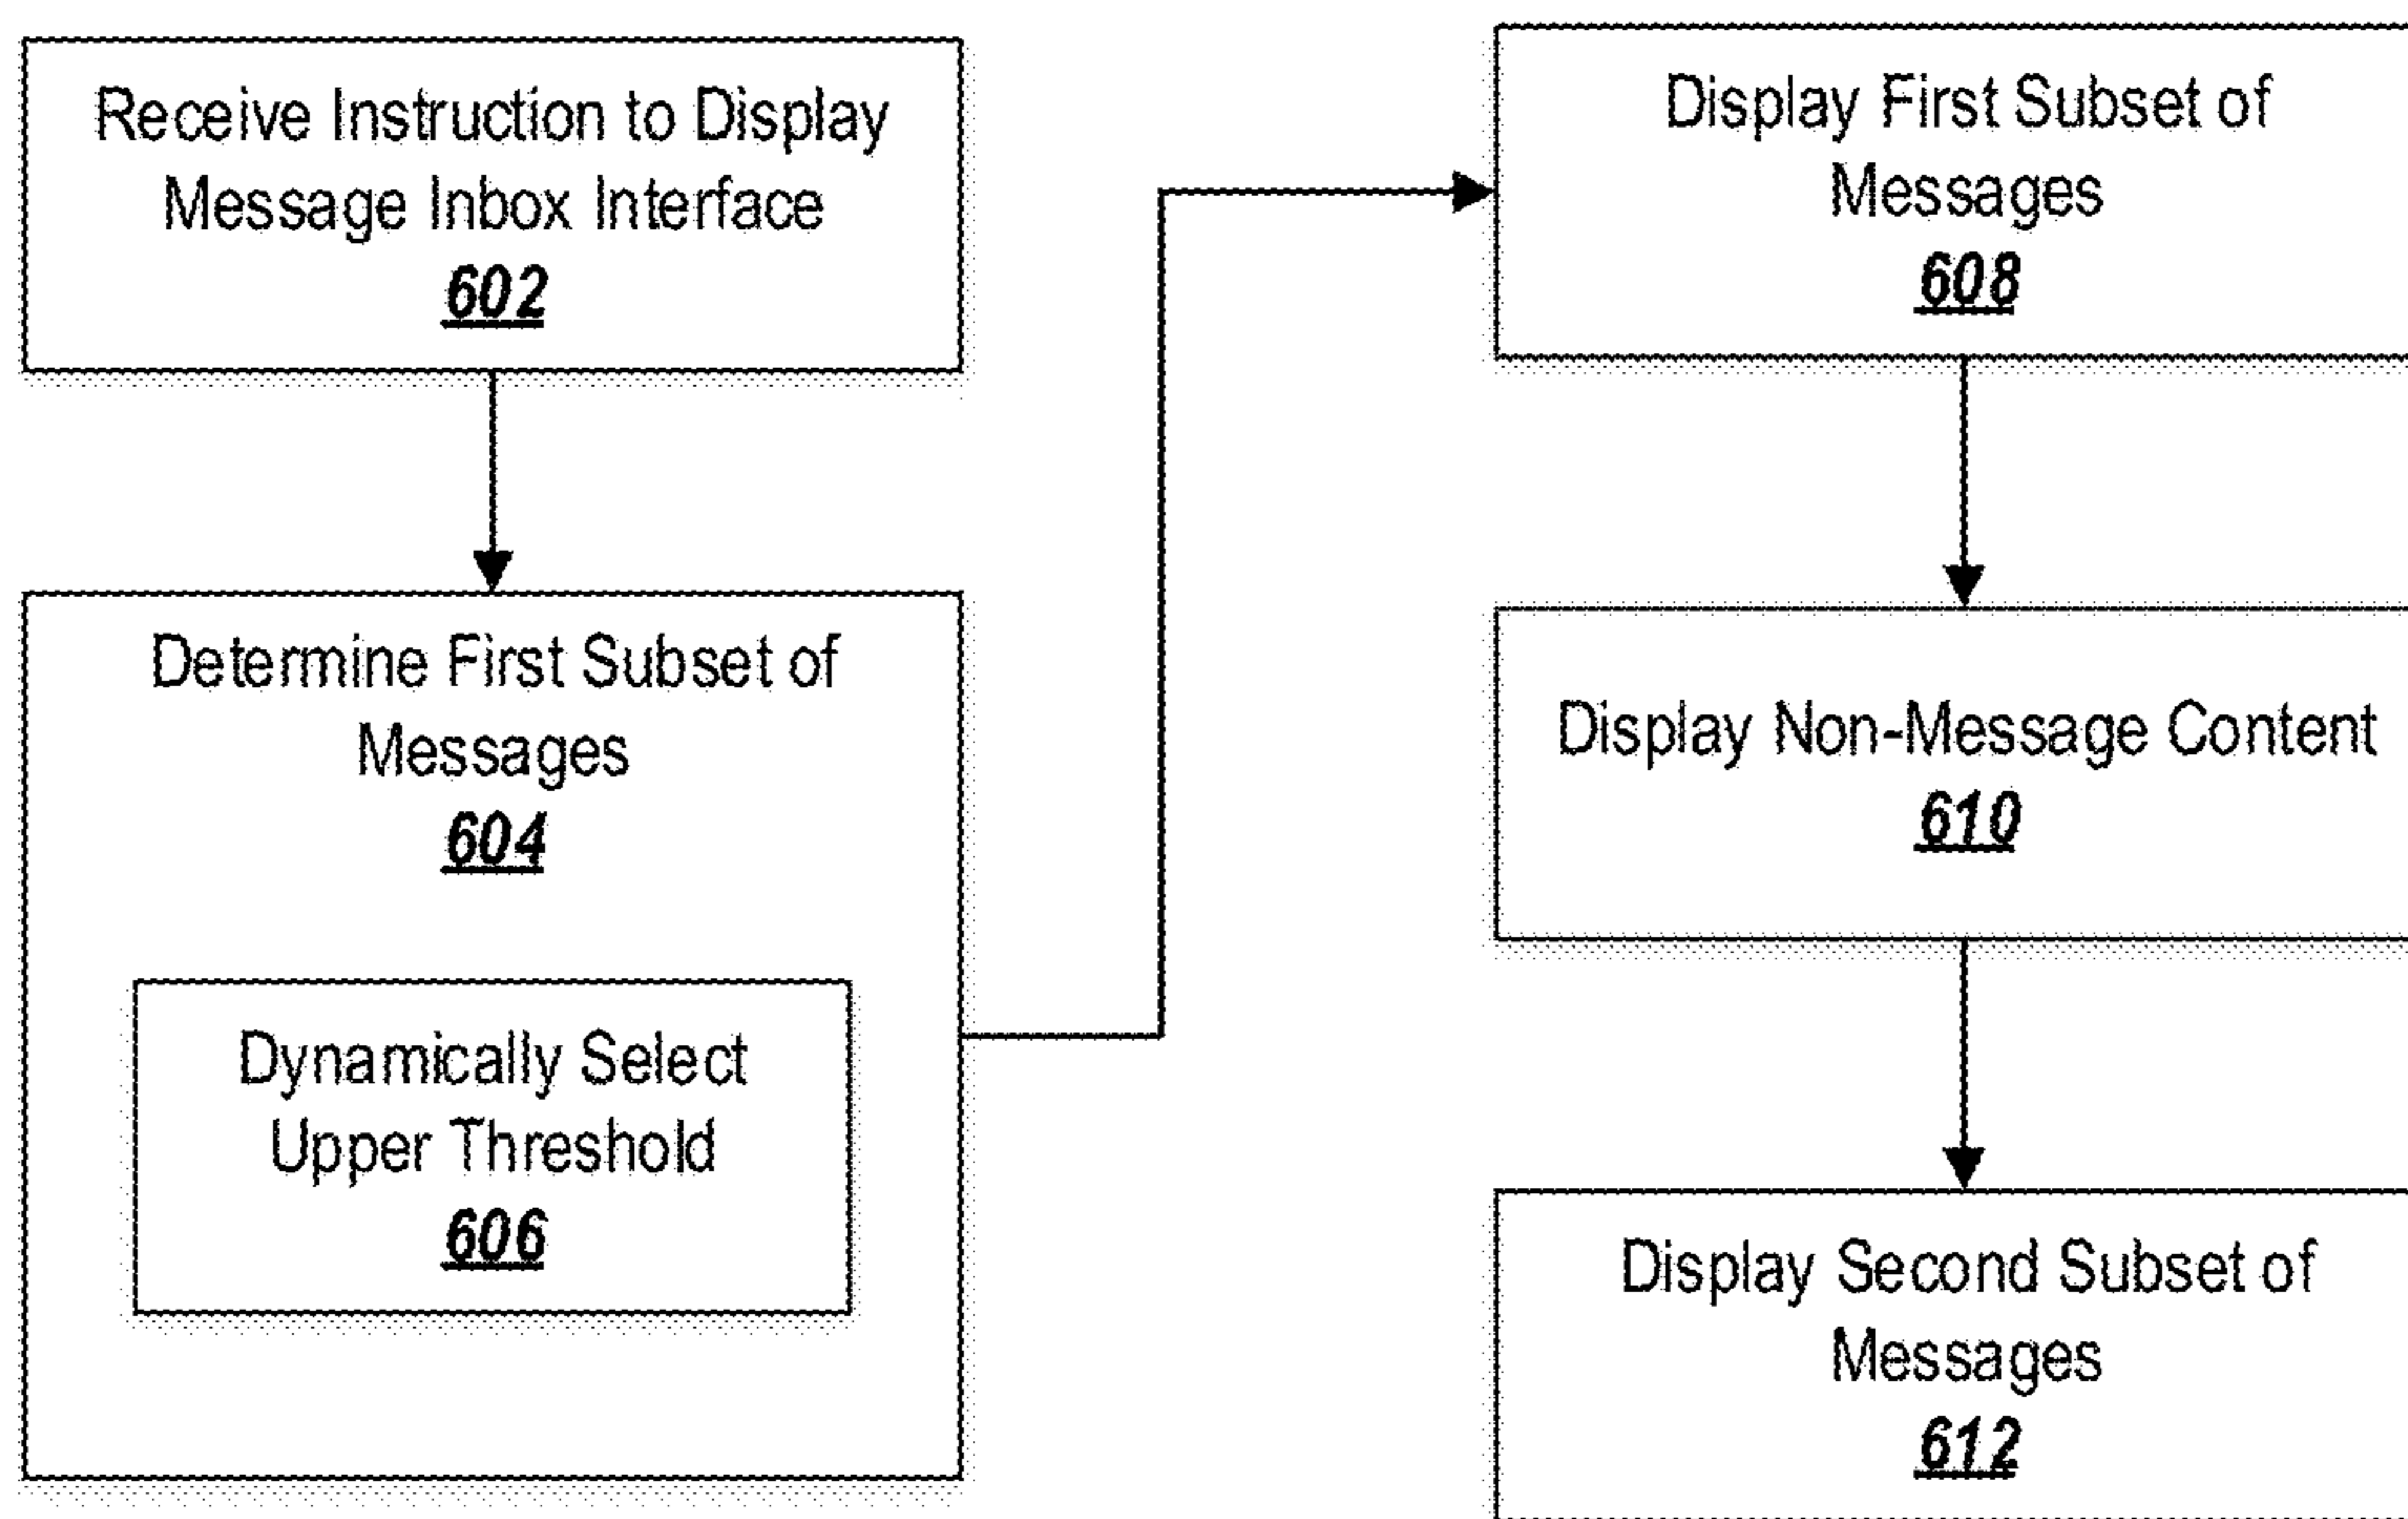 Receive Instruction to Display
Message Inbox Interface
602
Determine First Subset of
Messages
604
Dynamically Select
Upper Threshold
606
Display First Subset of
Messages
608
Display Non-Message Content
610
Display Second Subset of
Messages
612